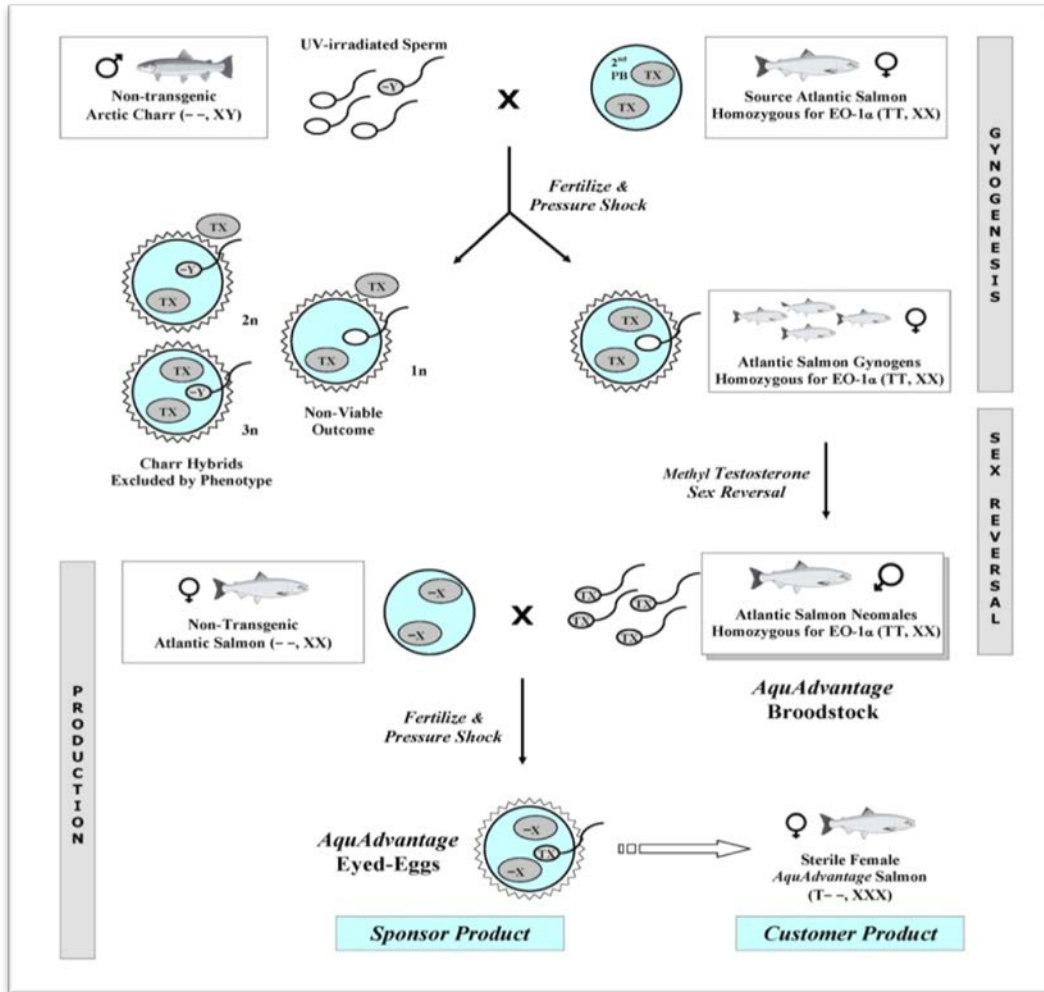 UV-irradiated Sperm
Non-transgenic
Arctic Charr (– –, XY)
–Y
X
2nd
PB
TX
TX
Source Atlantic Salmon
Homozygous for EO-1α (TT, XX)
GYNOGENESIS
Fertilize &
Pressure Shock
TX
–Y
TX
2n
TX
–Y
TX
3n
Charr Hybrids
Excluded by Phenotype
TX
TX
1n
Non-Viable
Outcome
TX
TX
Atlantic Salmon Gynogens
Homozygous for EO-1α (TT, XX)
SEX REVERSAL
Methyl Testosterone
Sex Reversal
Non-Transgenic
Atlantic Salmon (– –, XX)
–X
–X
X
TX
TX
TX
TX
Atlantic Salmon Neomales
Homozygous for EO-1α (TT, XX)
AquAdvantage
Broodstock
PRODUCTION
Fertilize &
Pressure Shock
AquAdvantage
Eyed-Eggs
–X
TX
–X
Sterile Female
AquAdvantage Salmon
(T– –, XXX)
Sponsor Product
Customer Product